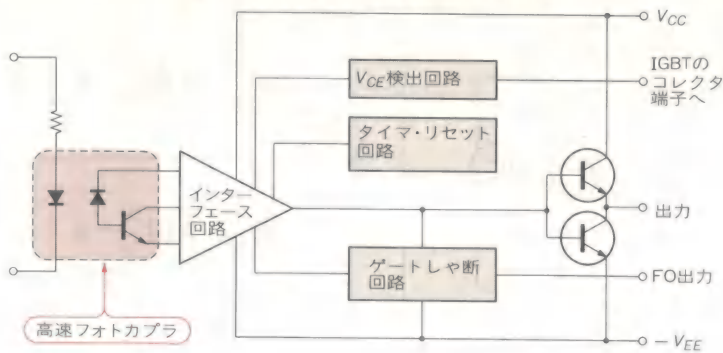 V_CC
IGBTの
コレクタ
端子へ
V_CE検出回路
タイマ・リセット
回路
インター
フェース
回路
出力
ゲートしゃ断
回路
FO出力
高速フォトカプラ
－V_EE